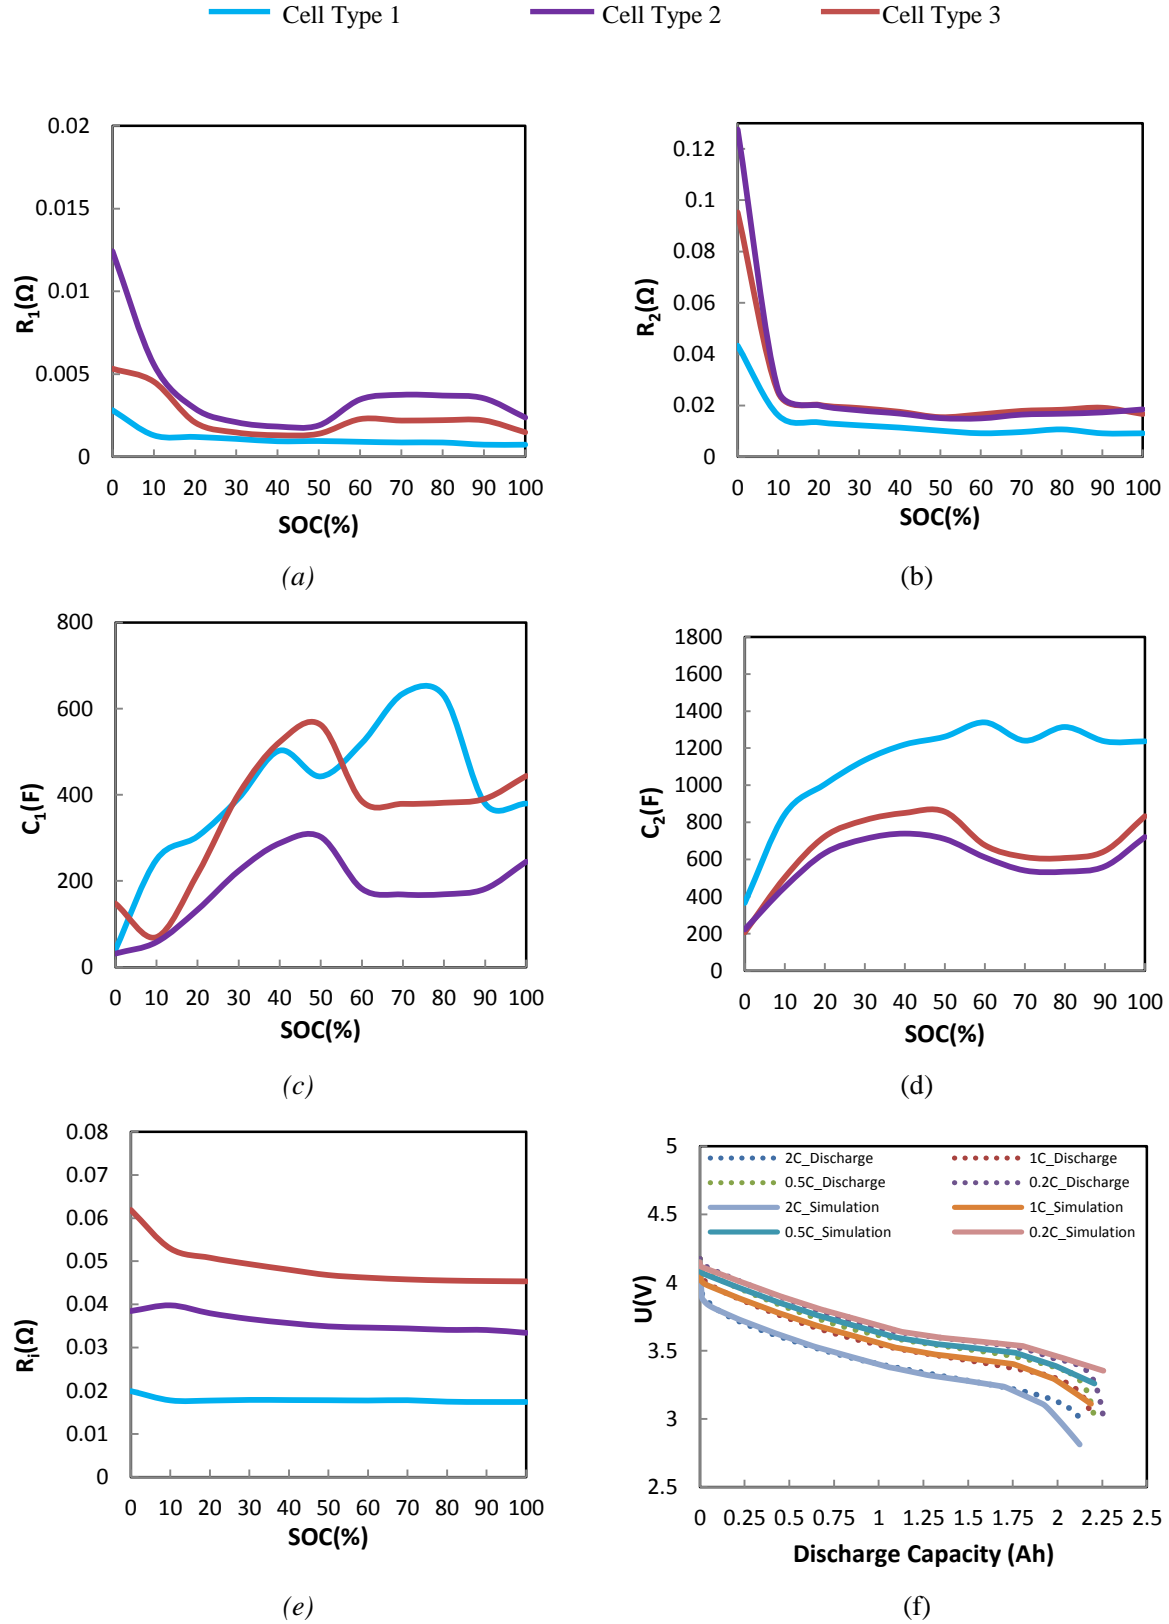 Cell Type 1 Cell Type 2 Cell Type 3
0.02
0.015
0.01
0.005
0
R1(Ω)
0 10 20 30 40 50 60 70 80 90 100
SOC(%)
(a)
0.12
0.1
0.08
0.06
0.04
0.02
0
R2(Ω)
0 10 20 30 40 50 60 70 80 90 100
SOC(%)
(b)
800
600
400
200
0
C1(F)
0 10 20 30 40 50 60 70 80 90 100
SOC(%)
(c)
1800
1600
1400
1200
1000
800
600
400
200
0
C2(F)
0 10 20 30 40 50 60 70 80 90 100
SOC(%)
(d)
0.08
0.07
0.06
0.05
0.04
0.03
0.02
0.01
0
Ri(Ω)
0 10 20 30 40 50 60 70 80 90 100
SOC(%)
(e)
5
4.5
4
3.5
3
2.5
U(V)
2C_Discharge 1C_Discharge
0.5C_Discharge 0.2C_Discharge
2C_Simulation 1C_Simulation
0.5C_Simulation 0.2C_Simulation
0 0.25 0.5 0.75 1 1.25 1.5 1.75 2 2.25 2.5
Discharge Capacity (Ah)
(f)